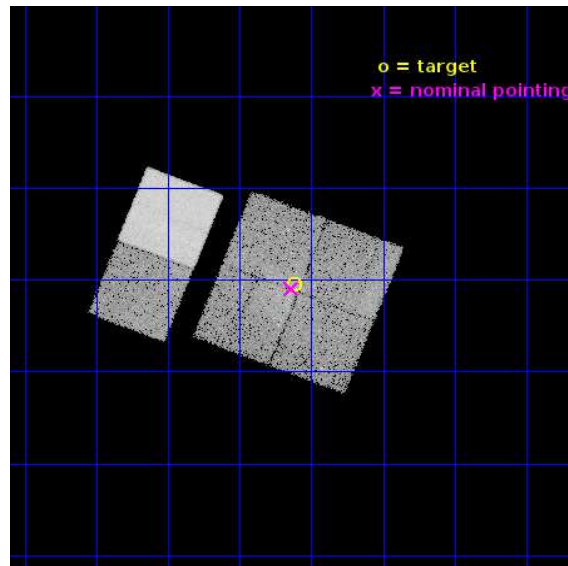 o = target
x = nominal pointing